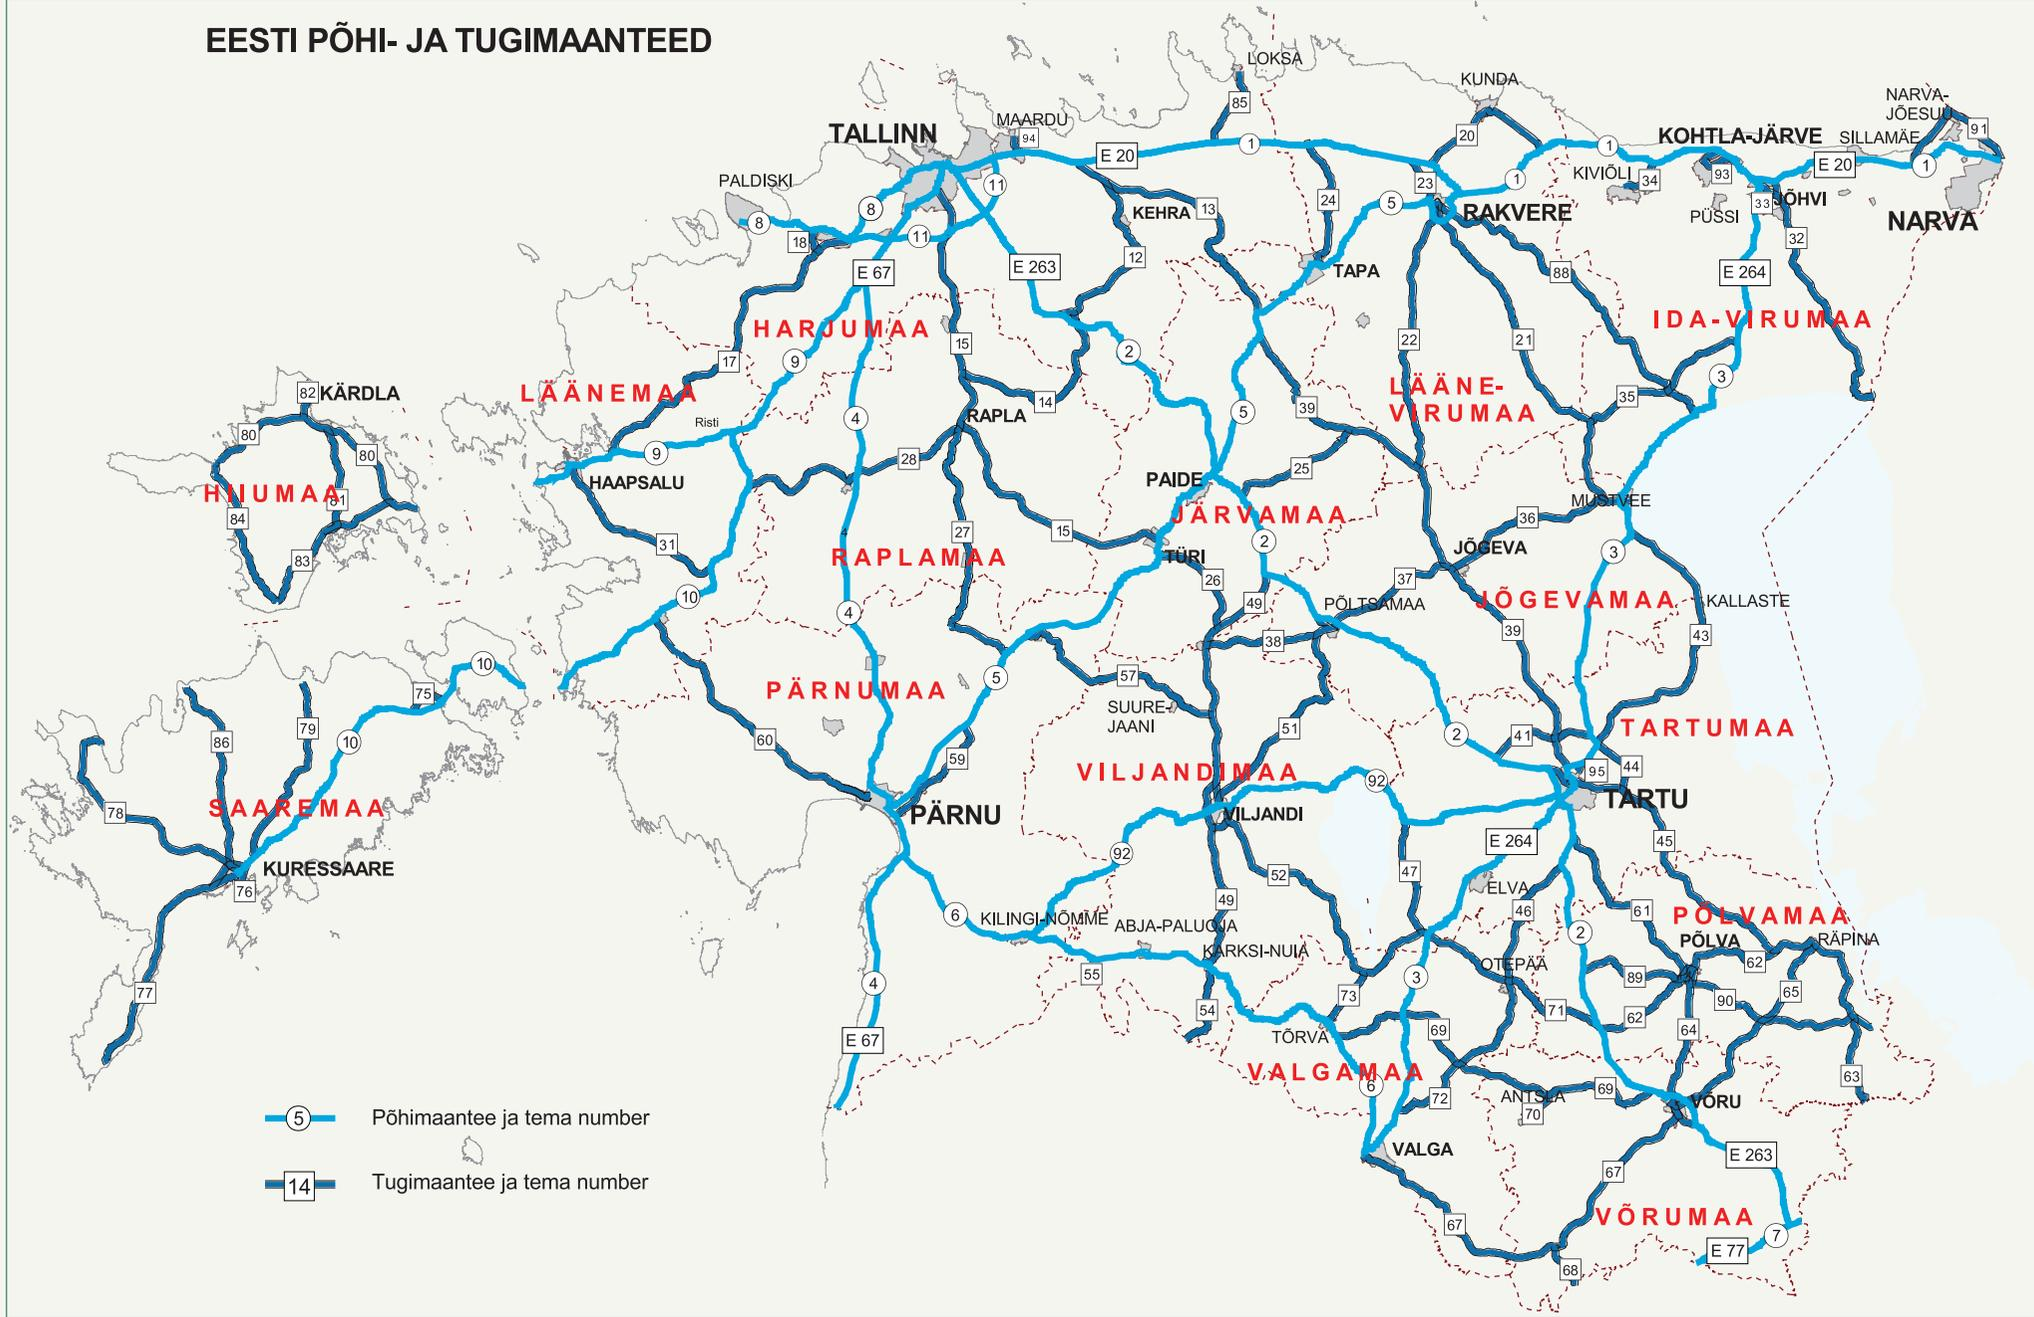 EESTI PÕHI- JA TUGIMAANTEED
LOKSA
KUNDA
85
NARVA-
JÕESUU
MAARDU
94
TALLINN
20
KOHTLA-JÄRVE
SILLAMÄE
91
E 20
1
1
E 20
1
KIVIÕLI
34
93
PALDISKI
11
23
1
JÕHVI
33
8
8
KEHRA
13
24
5
RAKVERE
PÜSSI
NARVA
18
11
32
12
E 67
E 263
TAPA
88
E 264
HARJUMAA
IDA-VIRUMAA
15
22
21
2
17
9
3
LÄÄNEMAA
82
KÄRDLA
LÄÄNE-
VIRUMAA
35
14
39
5
4
RAPLA
Risti
80
80
9
28
25
HAAPSALU
PAIDE
HIIUMAA
81
MUSTVEE
84
JÄRVAMAA
36
4
27
15
31
2
JÕGEVA
3
RAPLAMAA
TÜRI
83
26
37
10
49
PÕLTSAMAA
JÕGEVAMAA
KALLASTE
4
39
43
38
10
57
5
75
PÄRNUMAA
SUURE-
JAANI
79
51
TARTUMAA
86
10
60
2
41
59
VILJANDIMAA
95
44
92
SAAREMAA
78
PÄRNU
VILJANDI
TARTU
E 264
45
92
KURESSAARE
52
47
76
ELVA
49
46
61
PÕLVAMAA
6
KILINGI-NÕMME
ABJA-PALUOJA
2
PÕLVA
RÄPINA
KARKSI-NUIA
62
OTEPÄÄ
55
3
89
4
77
73
65
90
54
71
62
TÕRVA
69
64
E 67
VALGAMAA
6
63
69
72
ANTSLA
VÕRU
70
5
Põhimaantee ja tema number
VALGA
E 263
67
14
Tugimaantee ja tema number
VÕRUMAA
67
7
E 77
68